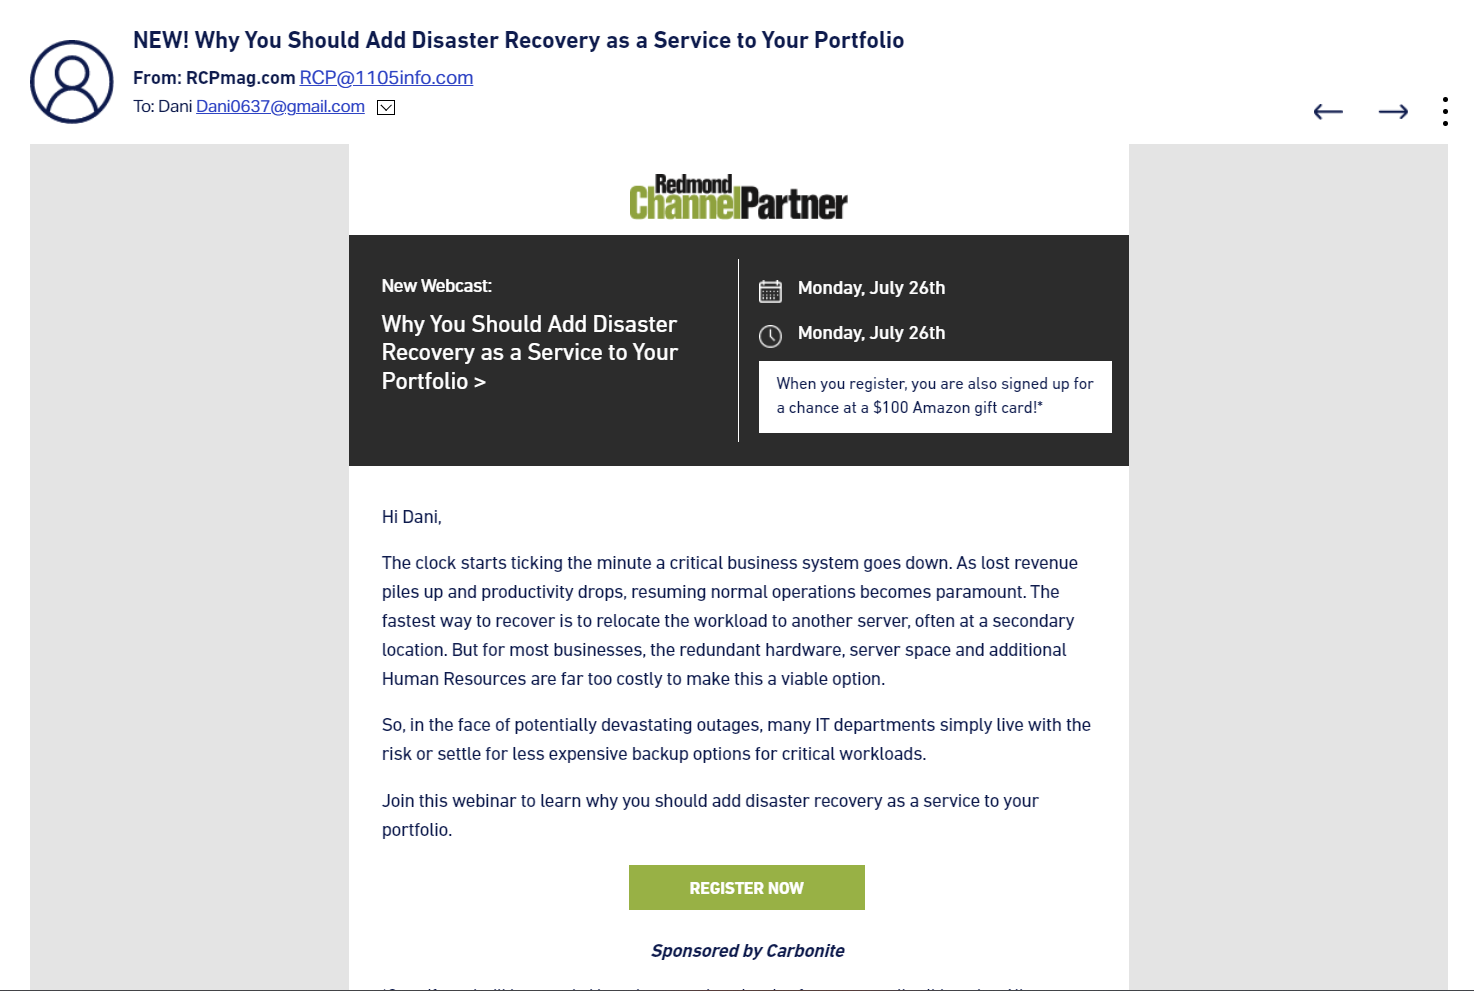 NEW! Why You Should Add Disaster Recovery as a Service to Your Portfolio
From: RCPmag.com RCP@1105info.com
To: Dani Dani0637@gmail.com
Redmond
ChannelPartner
New Webcast:
Why You Should Add Disaster
Recovery as a Service to Your
Portfolio >
Monday, July 26th
Monday, July 26th
When you register, you are also signed up for
a chance at a $100 Amazon gift card!*
Hi Dani,
The clock starts ticking the minute a critical business system goes down. As lost revenue
piles up and productivity drops, resuming normal operations becomes paramount. The
fastest way to recover is to relocate the workload to another server, often at a secondary
location. But for most businesses, the redundant hardware, server space and additional
Human Resources are far too costly to make this a viable option.
So, in the face of potentially devastating outages, many IT departments simply live with the
risk or settle for less expensive backup options for critical workloads.
Join this webinar to learn why you should add disaster recovery as a service to your
portfolio.
REGISTER NOW
Sponsored by Carbonite